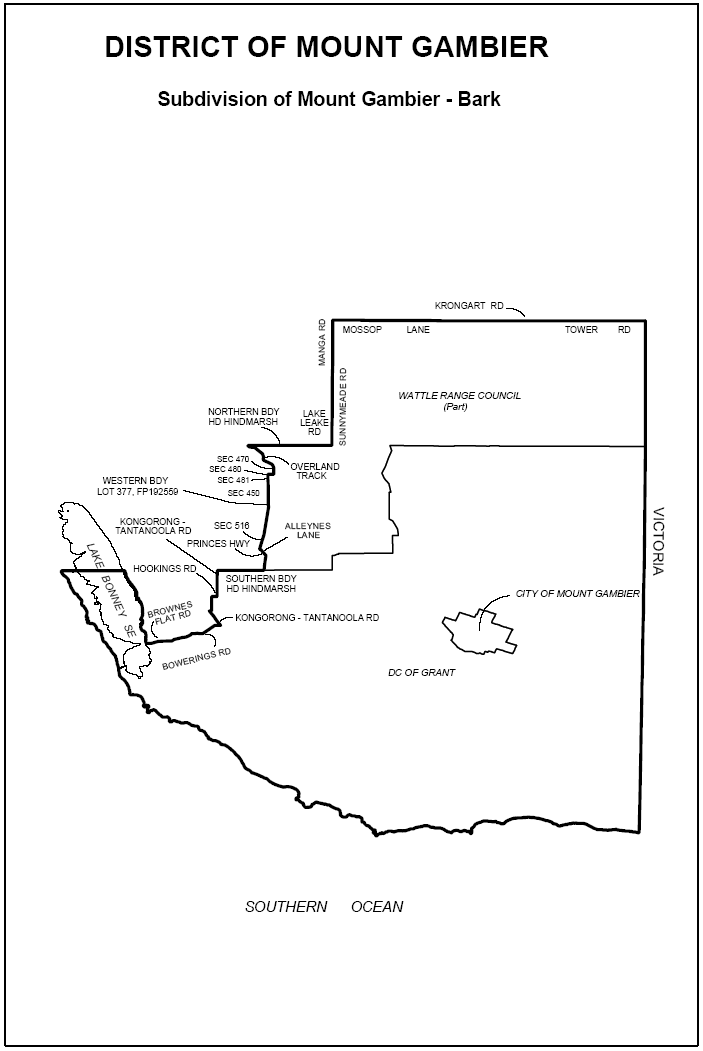 DISTRICT OF MOUNT GAMBIER
Subdivision of Mount Gambier - Bark
KRONGART RD
MANGA RD
MOSSOP LANE TOWER RD
SUNNYMEADE RD
WATTLE RANGE COUNCIL
(Part)
NORTHERN BDY
HD HINDMARSH
LAKE
LEAKE
RD
SEC 470
SEC 480
SEC 481
OVERLAND
TRACK
WESTERN BDY
LOT 377, FP192559
SEC 450
KONGORONG -
TANTANOOLA RD
SEC 516
ALLEYNES
LANE
PRINCES HWY
VICTORIA
HOOKINGS RD
SOUTHERN BDY
HD HINDMARSH
LAKE BONNEY SE
CITY OF MOUNT GAMBIER
BROWNES
FLAT RD
KONGORONG - TANTANOOLA RD
BOWERINGS RD
DC OF GRANT
SOUTHERN OCEAN